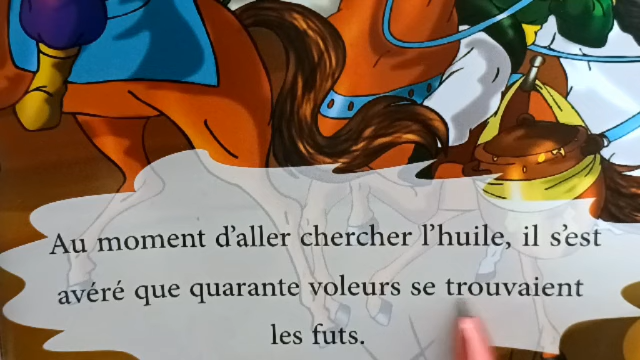 Au moment d'aller chercher l'huile, il s'est
avéré que quarante voleurs se trouvaient
les futs.